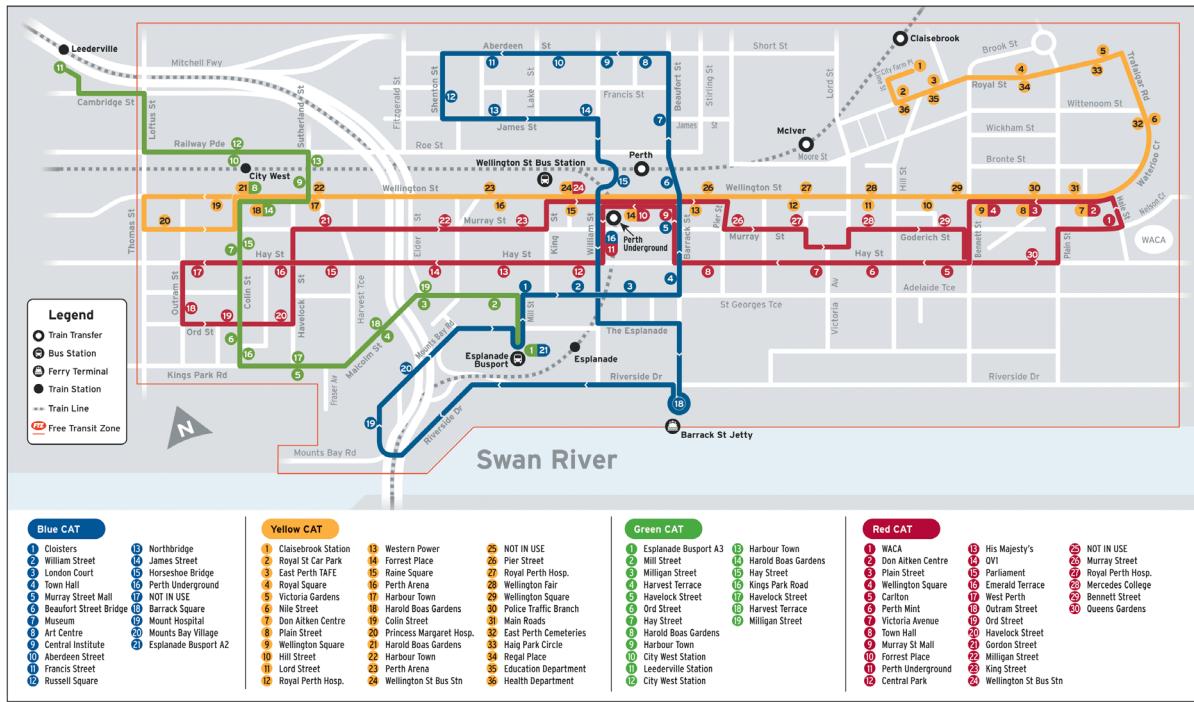 Leederville
Mitchell Fwy
Cambridge St
Loftus St
Railway Pde
City West
Sutherland St
Fitzgerald St
Shenton St
Aberdeen St
Lake St
Francis St
James St
Roe St
Beaufort St
Stirling St
James St
Short St
Lord St
Claisebrook
City Farm Pl
Brook St
Royal St
Trafalgar Rd
Wittenoom St
Wickham St
Bronte St
Waterloo Cr
McIver
Moore St
Hill St
Perth
Wellington St Bus Station
Wellington St
Wellington St
Thomas St
Murray St
Hay St
Elder St
King St
William St
Perth
Underground
Barrack St
Pier St
Murray St
Goderich St
Bennett St
Plain St
Hale St
Nelson Cr
WACA
Hay St
Hay St
Outram St
Colin St
Havelock St
Harvest Tce
Ord St
Malcolm St
Mounts Bay Rd
Mill St
St Georges Tce
Victoria Av
Adelaide Tce
The Esplanade
Esplanade
Busport
Esplanade
Kings Park Rd
Fraser Av
Riverside Dr
Riverside Dr
Riverside Dr
Mounts Bay Rd
Barrack St Jetty
Swan River
N
Legend
Train Transfer
Bus Station
Ferry Terminal
Train Station
Train Line
FTZ Free Transit Zone
Blue CAT
1 Cloisters
2 William Street
3 London Court
4 Town Hall
5 Murray Street Mall
6 Beaufort Street Bridge
7 Museum
8 Art Centre
9 Central Institute
10 Aberdeen Street
11 Francis Street
12 Russell Square
13 Northbridge
14 James Street
15 Horseshoe Bridge
16 Perth Underground
17 NOT IN USE
18 Barrack Square
19 Mount Hospital
20 Mounts Bay Village
21 Esplanade Busport A2
Yellow CAT
1 Claisebrook Station
2 Royal St Car Park
3 East Perth TAFE
4 Royal Square
5 Victoria Gardens
6 Nile Street
7 Don Aitken Centre
8 Plain Street
9 Wellington Square
10 Hill Street
11 Lord Street
12 Royal Perth Hosp.
13 Western Power
14 Forrest Place
15 Raine Square
16 Perth Arena
17 Harbour Town
18 Harold Boas Gardens
19 Colin Street
20 Princess Margaret Hosp.
21 Harold Boas Gardens
22 Harbour Town
23 Perth Arena
24 Wellington St Bus Stn
25 NOT IN USE
26 Pier Street
27 Royal Perth Hosp.
28 Wellington Fair
29 Wellington Square
30 Police Traffic Branch
31 Main Roads
32 East Perth Cemeteries
33 Haig Park Circle
34 Regal Place
35 Education Department
36 Health Department
Green CAT
1 Esplanade Busport A3
2 Mill Street
3 Milligan Street
4 Harvest Terrace
5 Havelock Street
6 Ord Street
7 Hay Street
8 Harold Boas Gardens
9 Harbour Town
10 City West Station
11 Leederville Station
12 City West Station
13 Harbour Town
14 Harold Boas Gardens
15 Hay Street
16 Kings Park Road
17 Havelock Street
18 Harvest Terrace
19 Milligan Street
Red CAT
1 WACA
2 Don Aitken Centre
3 Plain Street
4 Wellington Square
5 Carlton
6 Perth Mint
7 Victoria Avenue
8 Town Hall
9 Murray St Mall
10 Forrest Place
11 Perth Underground
12 Central Park
13 His Majesty's
14 QV1
15 Parliament
16 Emerald Terrace
17 West Perth
18 Outram Street
19 Ord Street
20 Havelock Street
21 Gordon Street
22 Milligan Street
23 King Street
24 Wellington St Bus Stn
25 NOT IN USE
26 Murray Street
27 Royal Perth Hosp.
28 Mercedes College
29 Bennett Street
30 Queens Gardens